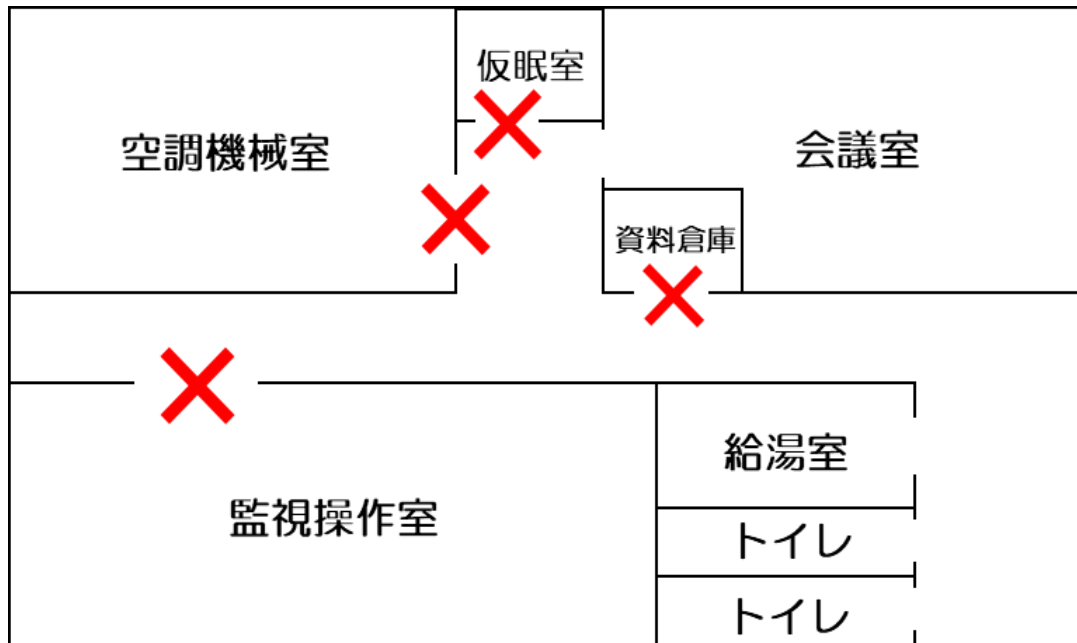 仮眠室
空調機械室
会議室
資料倉庫
給湯室
監視操作室
トイレ
トイレ